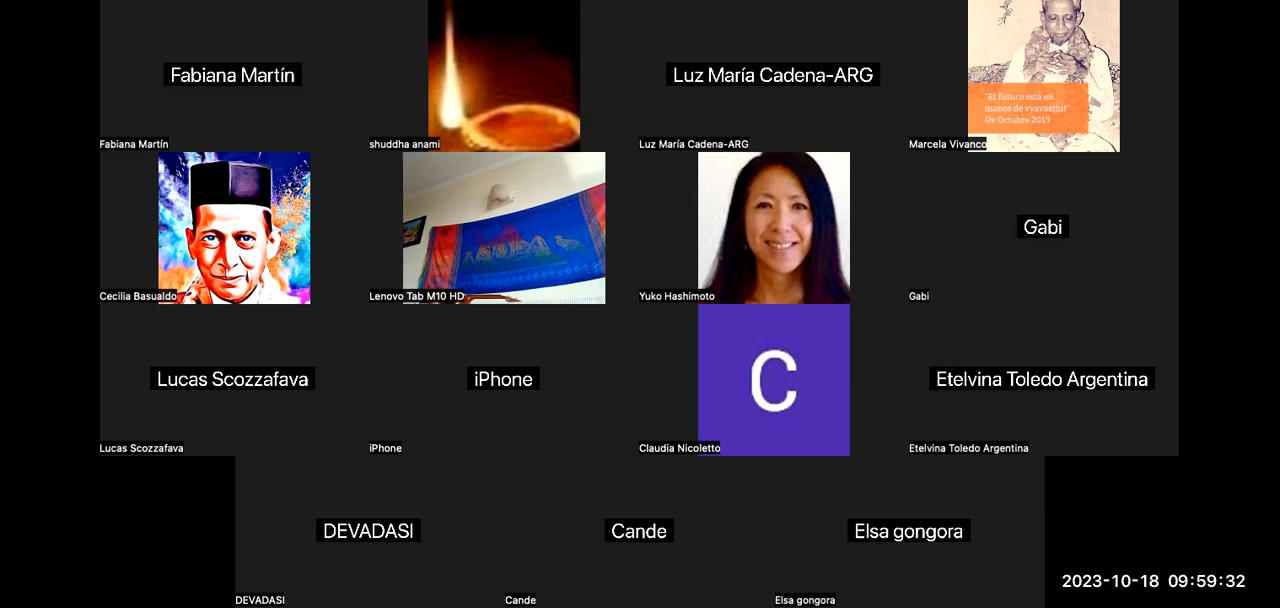 Fabiana Martín
Luz María Cadena-ARG
"El futuro está en
manos de vyavasthit"
Dv Octubre 2019
Fabiana Martín
shuddha anami
Luz María Cadena-ARG
Marcela Vivanco
Gabi
Cecilia Basualdo
Lenovo Tab M10 HD
Yuko Hashimoto
Gabi
Lucas Scozzafava
iPhone
C
Etelvina Toledo Argentina
Lucas Scozzafava
iPhone
Claudia Nicoletto
Etelvina Toledo Argentina
DEVADASI
Cande
Elsa gongora
2023-10-18 09:59:32
DEVADASI
Cande
Elsa gongora